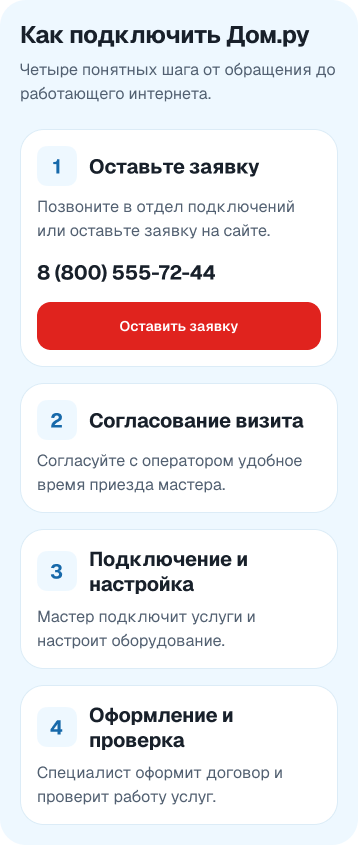 Как подключить Дом.ру
Четыре понятных шага от обращения до
работающего интернета.
1
Оставьте заявку
Позвоните в отдел подключений
или оставьте заявку на сайте.
8 (800) 555-72-44
Оставить заявку
2
Согласование визита
Согласуйте с оператором удобное
время приезда мастера.
3
Подключение и
настройка
Мастер подключит услуги и
настроит оборудование.
4
Оформление и
проверка
Специалист оформит договор и
проверит работу услуг.